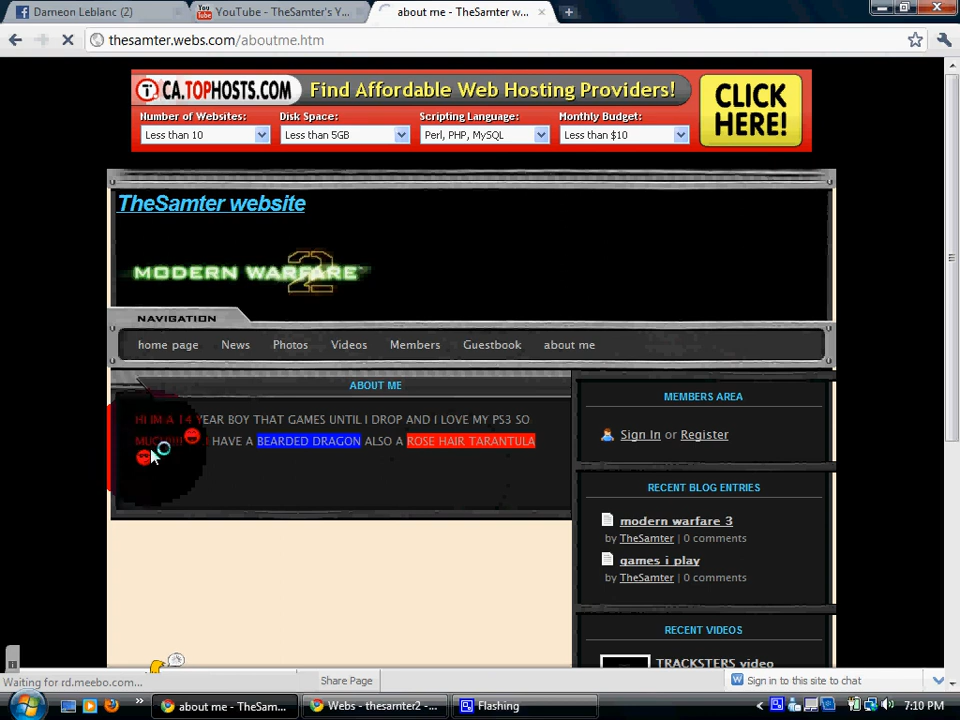 Dameon Leblanc (2)
YouTube - TheSamter's Y...
about me - TheSamter w...
thesamter.webs.com/aboutme.htm
CA.TOPHOSTS.COM Find Affordable Web Hosting Providers!
CLICK HERE!
Number of Websites: Disk Space: Scripting Language: Monthly Budget:
Less than 10 Less than 5GB Perl, PHP, MySQL Less than $10
TheSamter website
MODERN WARFARE 2
NAVIGATION
home page News Photos Videos Members Guestbook about me
ABOUT ME
HI IM A 14 YEAR BOY THAT GAMES UNTIL I DROP AND I LOVE MY PS3 SO
HAVE A BEARDED DRAGON ALSO A ROSE HAIR TARANTULA
MEMBERS AREA
Sign In or Register
RECENT BLOG ENTRIES
modern warfare 3
by TheSamter | 0 comments
games i play
by TheSamter | 0 comments
RECENT VIDEOS
TRACKSTERS video
Waiting for rd.meebo.com...
Share Page
Sign in to this site to chat
about me - TheSam...
Webs - thesamter2 - ...
Flashing
7:10 PM